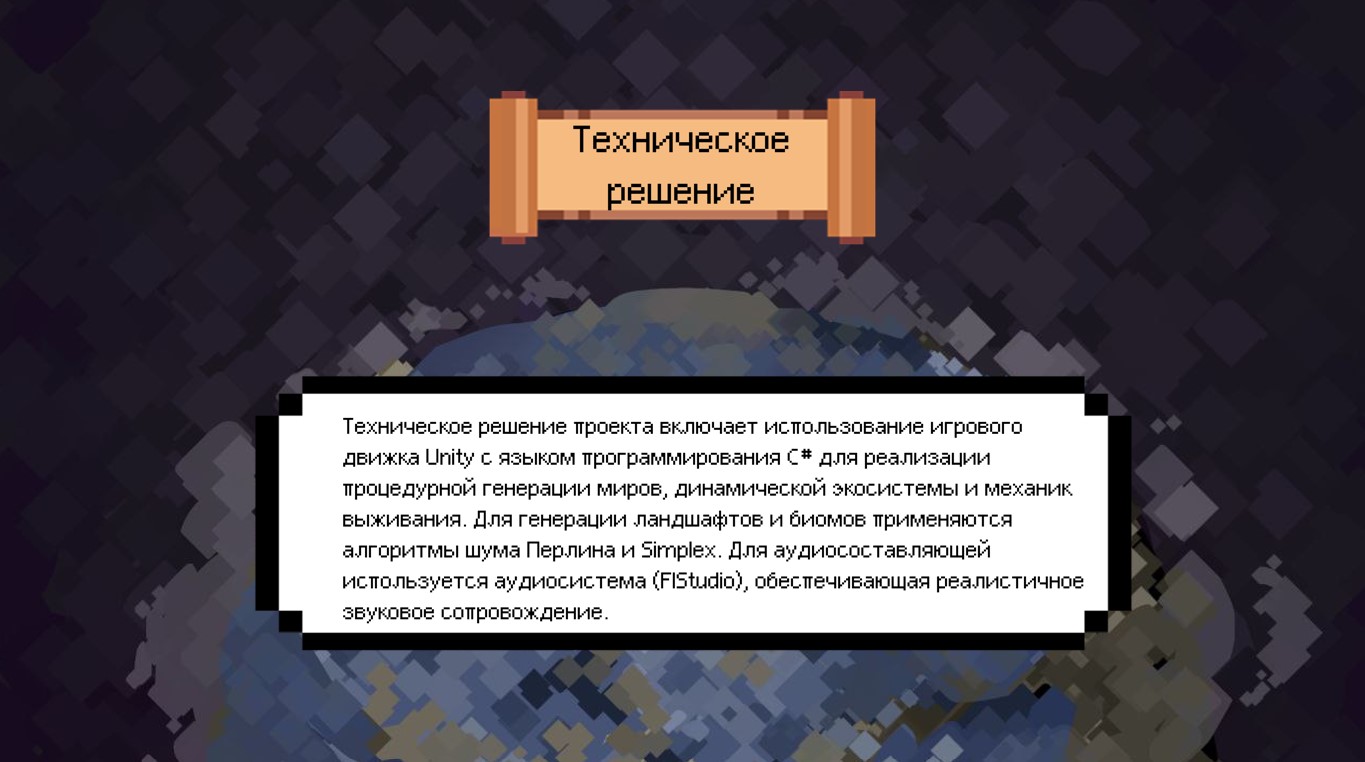 Техническое
решение
Техническое решение проекта включает использование игрового
движка Unity с языком программирования C# для реализации
процедурной генерации миров, динамической экосистемы и механик
выживания. Для генерации ландшафтов и биомов применяются
алгоритмы шума Перлина и Simplex. Для аудиосоставляющей
используется аудиосистема (FlStudio), обеспечивающая реалистичное
звуковое сопровождение.